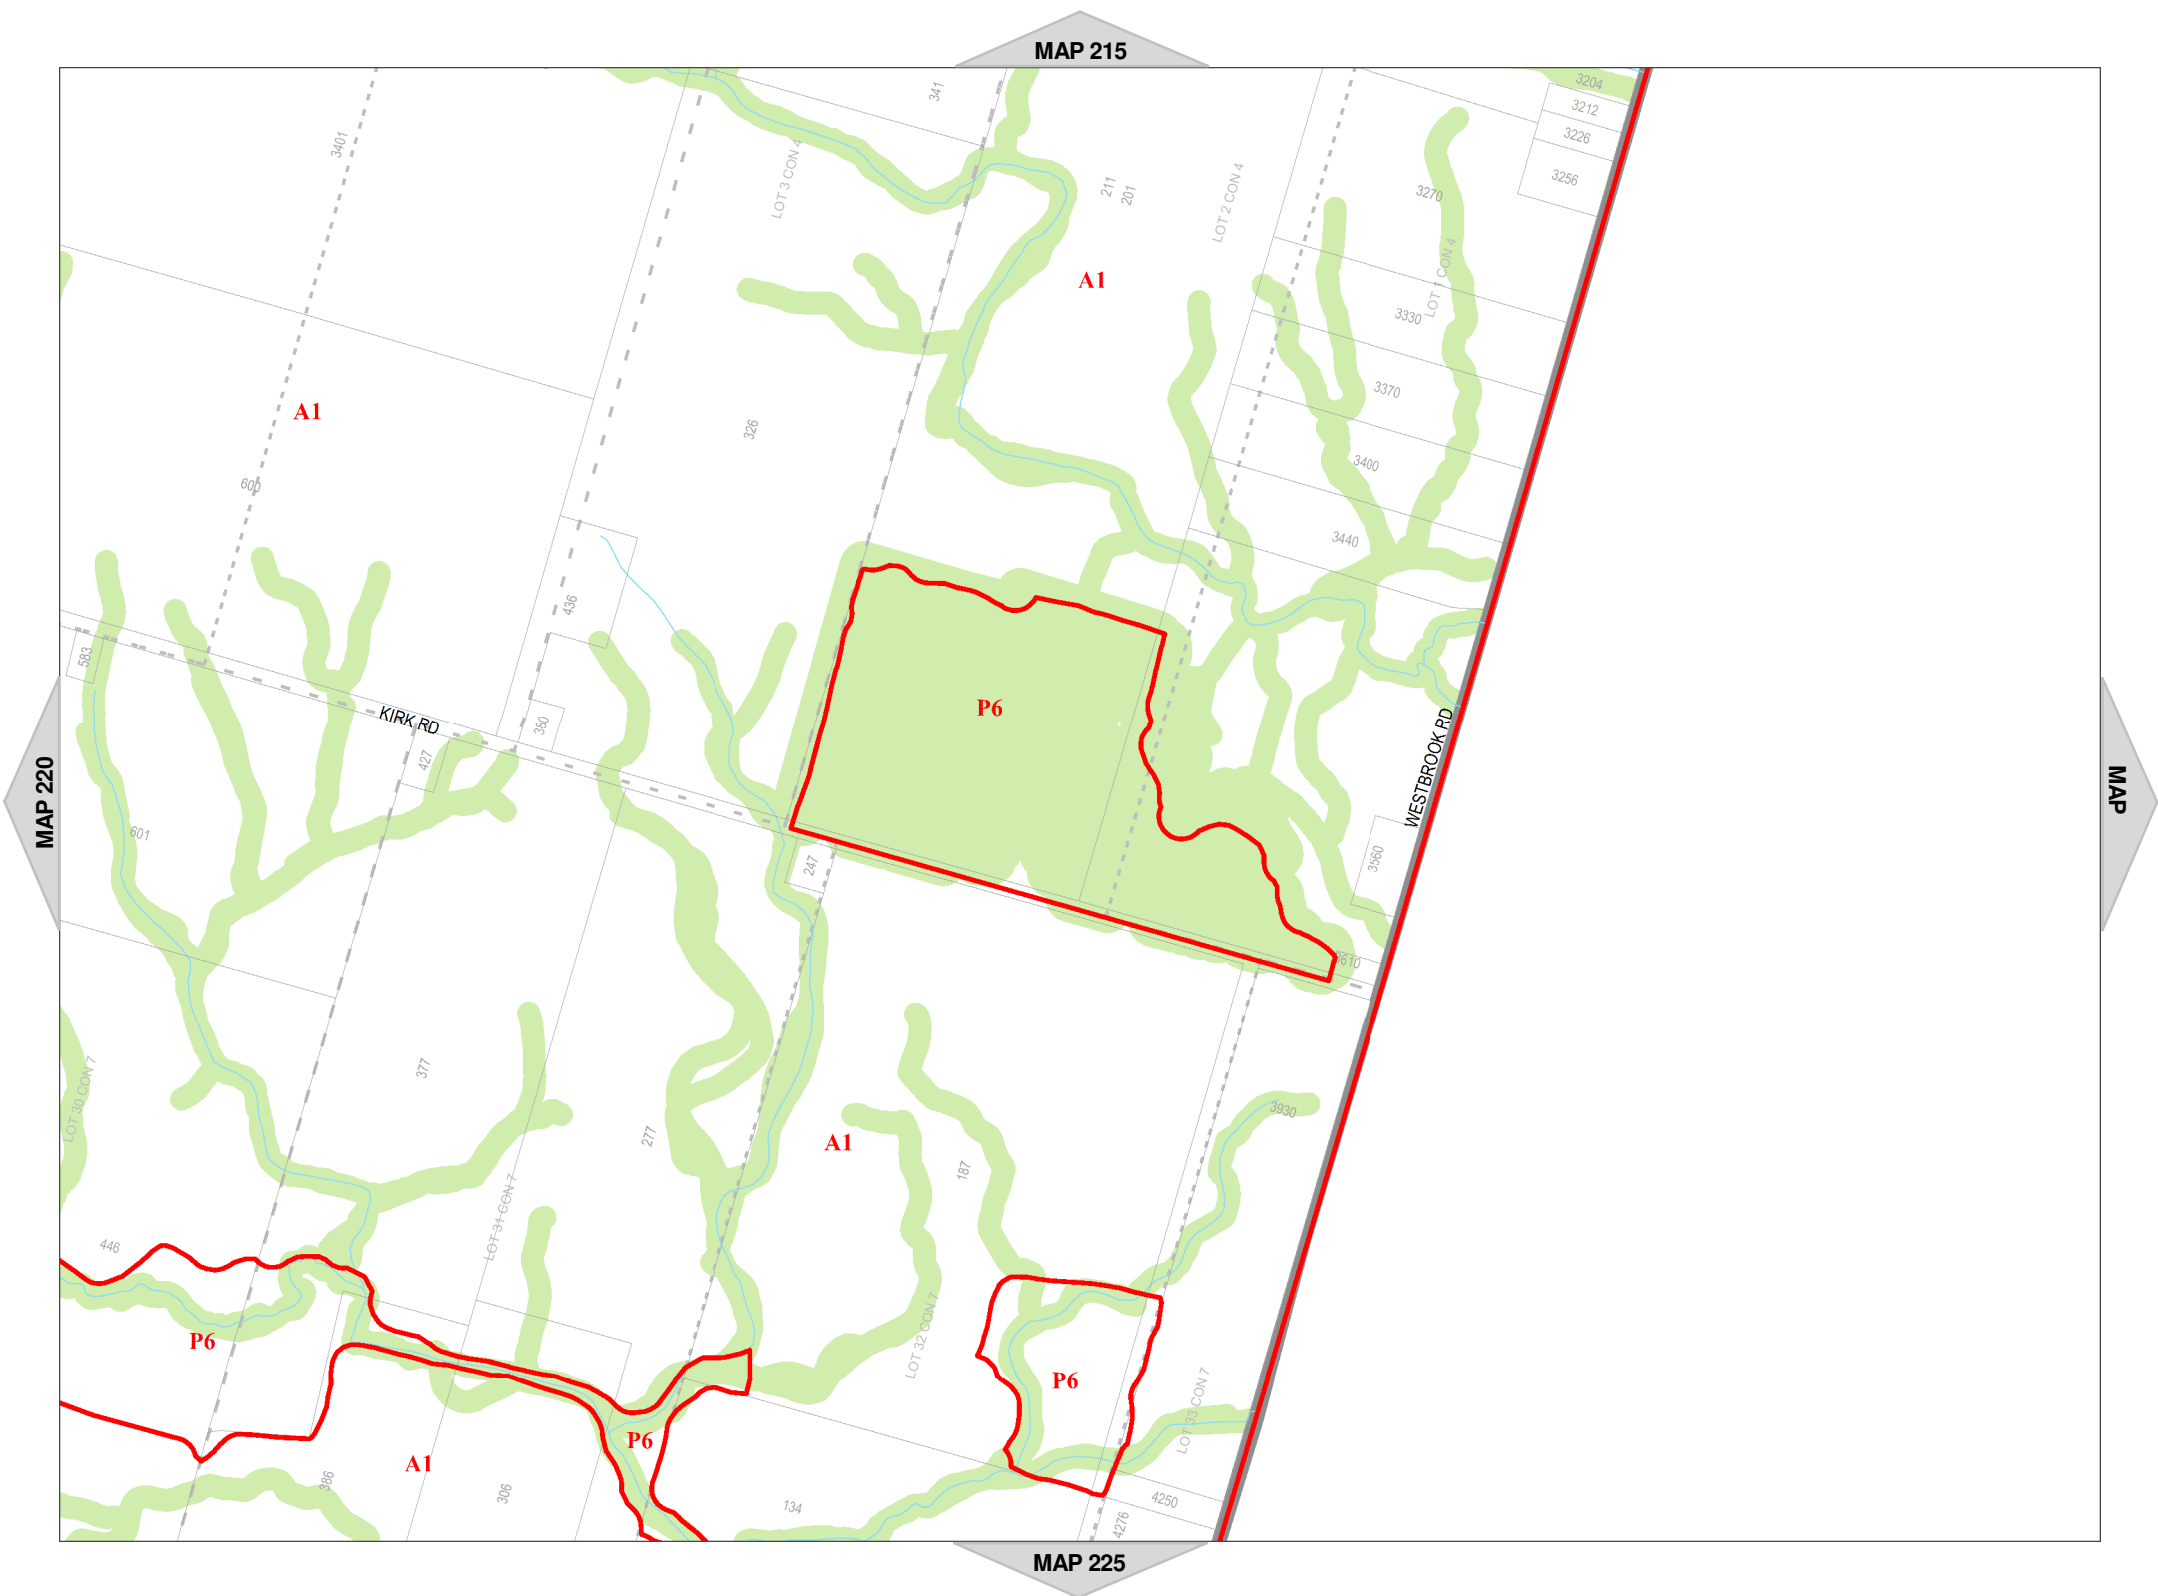 MAP 215
3204
3212
3226
3256
341
3401
LOT 3 CON 4
211
201
LOT 2 CON 4
3270
LOT 1 CON 4
A1
3330
3370
A1
326
3400
600
3440
436
583
P6
KIRK RD
350
427
WESTBROOK RD
MAP 220
MAP
601
247
3560
3610
377
LOT 30 CON 7
3930
277
A1
187
LOT 31 CON 7
446
P6
LOT 32 CON 7
P6
LOT 33 CON 7
P6
A1
386
306
134
4250
4276
MAP 225